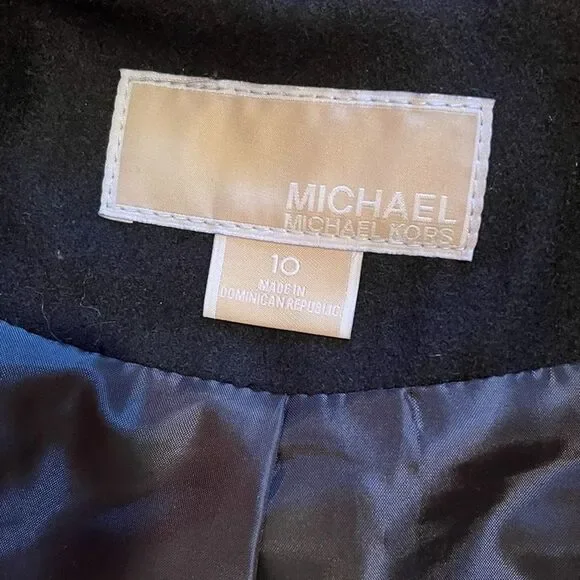 MICHAEL
MICHAEL KORS
10
MADE IN
DOMINICAN REPUBLIC